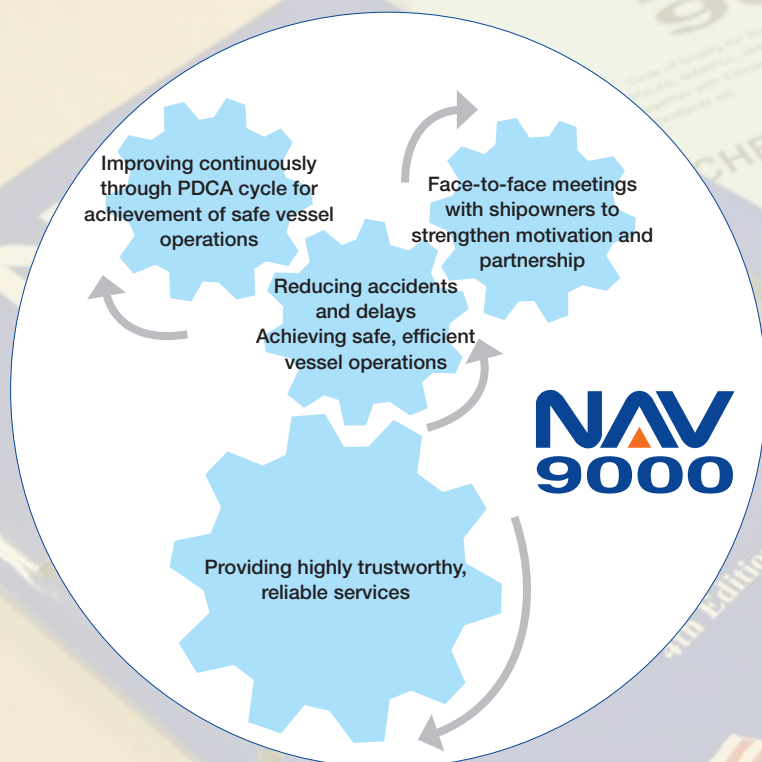 Improving continuously
through PDCA cycle for
achievement of safe vessel
operations
Face-to-face meetings
with shipowners to
strengthen motivation and
partnership
Reducing accidents
and delays
Achieving safe, efficient
vessel operations
NAV
9000
Providing highly trustworthy,
reliable services
4th Edition